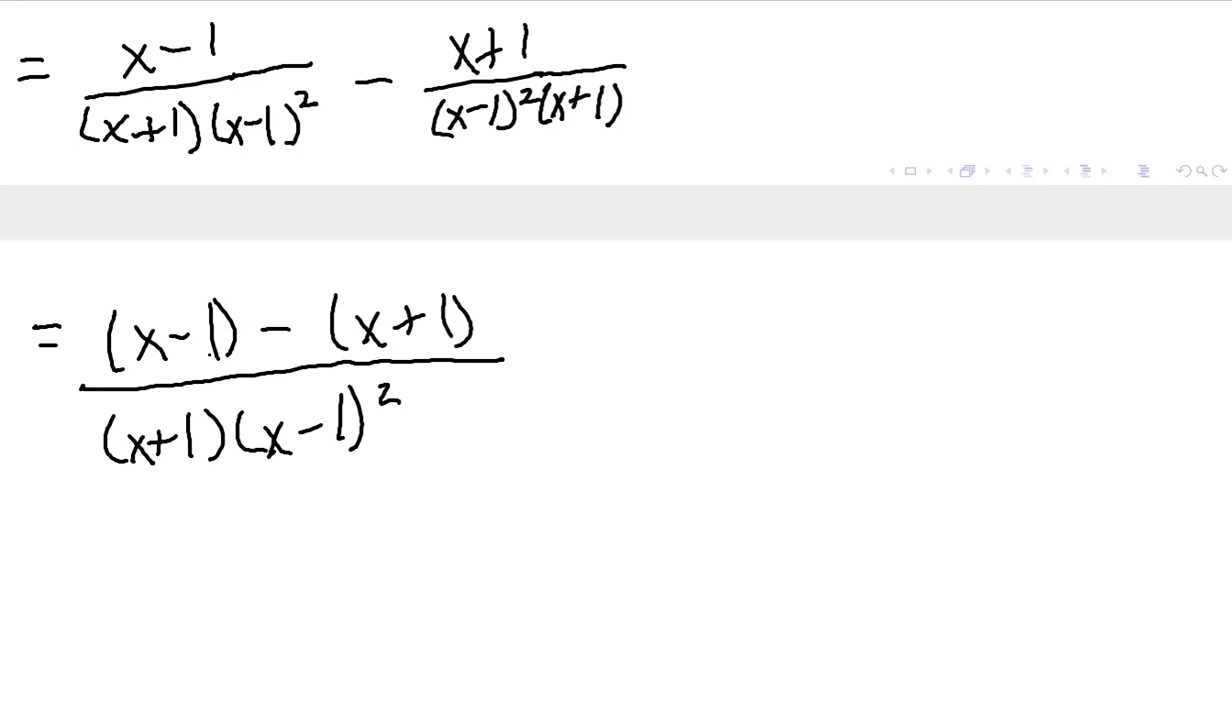 = (x-1)/((x+1)(x-1)²) - (x+1)/((x-1)²(x+1))
= ((x-1) - (x+1))/((x+1)(x-1)²)